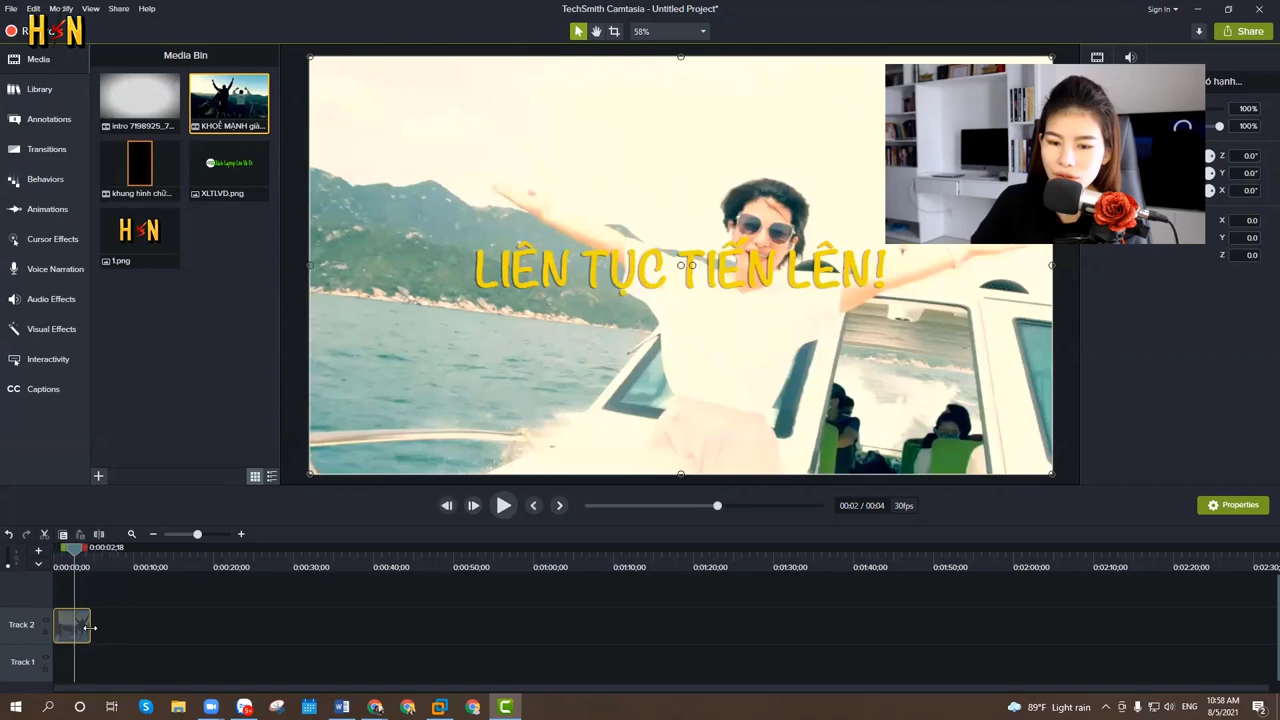 File Edit Modify View Share Help
TechSmith Camtasia - Untitled Project*
Sign In
HSN
58%
Share
Media
Library
Annotations
Transitions
Behaviors
Animations
Cursor Effects
Voice Narration
Audio Effects
Visual Effects
Interactivity
CC Captions
Media Bin
intro 7198925_7...
KHOẺ MẠNH già...
khung hình chữ...
XLTLVD.png
HSN
1.png
LIÊN TỤC TIẾN LÊN!
100%
100%
Z 0.0°
Y 0.0°
X 0.0°
X 0.0
Y 0.0
Z 0.0
00:02 / 00:04 30fps
Properties
0:00:02;18
0:00:00;00 0:00:10;00 0:00:20;00 0:00:30;00 0:00:40;00 0:00:50;00 0:01:00;00 0:01:10;00 0:01:20;00 0:01:30;00 0:01:40;00 0:01:50;00 0:02:00;00 0:02:10;00 0:02:20;00
Track 2
Track 1
89°F Light rain
10:58 AM
8/5/2021